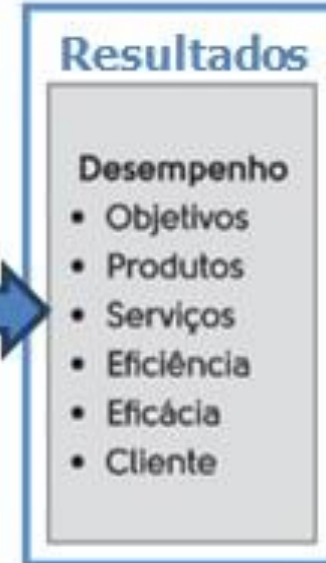 Resultados
Desempenho
• Objetivos
• Produtos
• Serviços
• Eficiência
• Eficácia
• Cliente